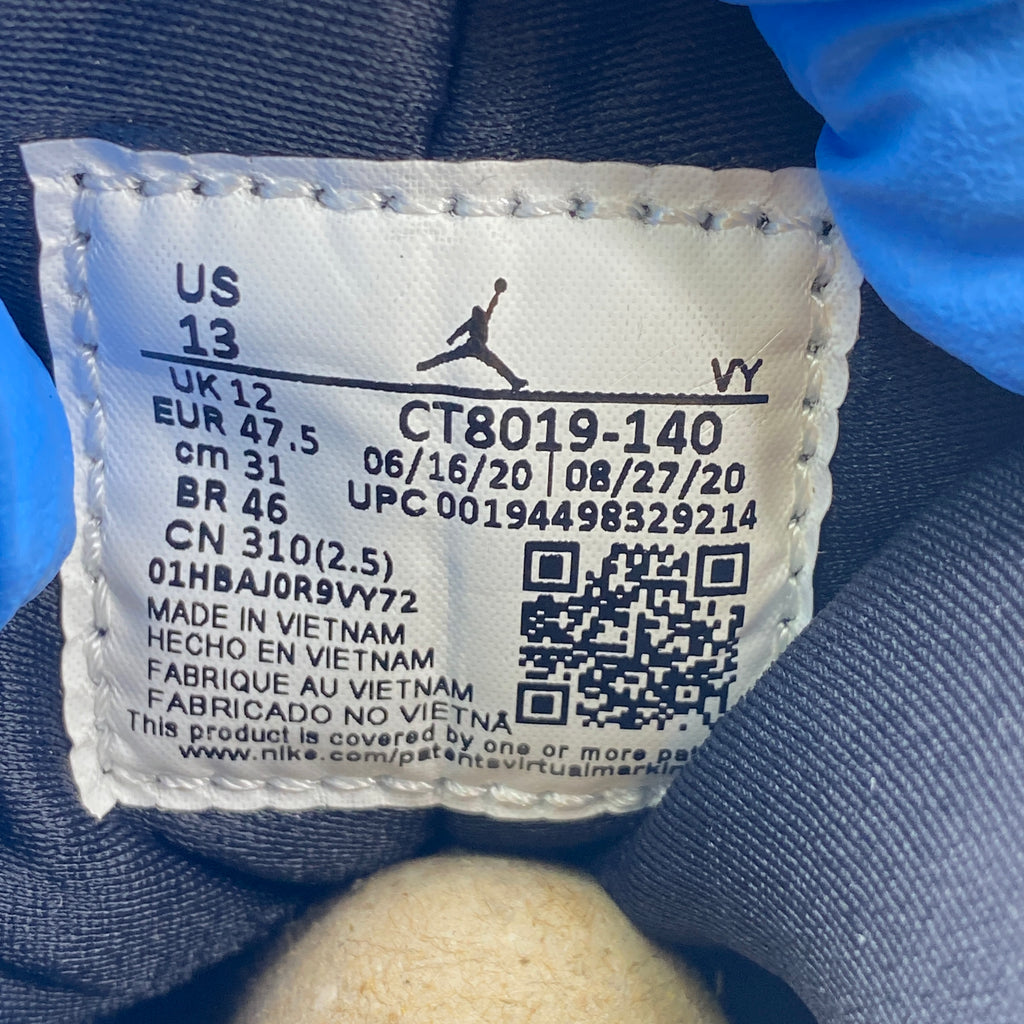 US
13
VY
UK 12
EUR 47.5
cm 31
BR 46
CN 310(2.5)
01HBAJ0R9VY72
CT8019-140
06/16/20 | 08/27/20
UPC 00194498329214
MADE IN VIETNAM
HECHO EN VIETNAM
FABRIQUE AU VIETNAM
FABRICADO NO VIETNÃ
This product is covered by one or more
www.nike.com/patentsvirtualmarkin